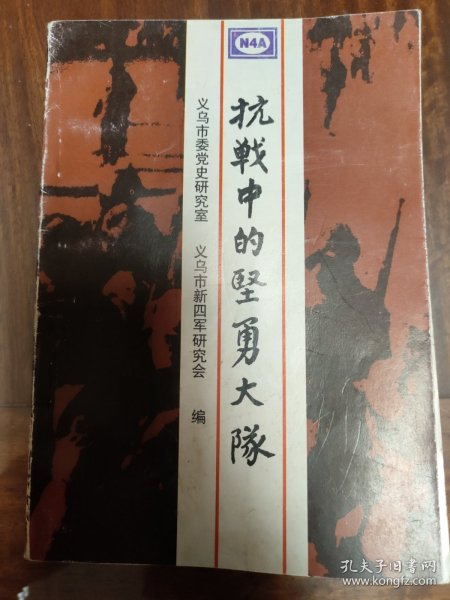 N4A
抗戦中的堅勇大隊
义乌市委党史研究室 义乌市新四军研究会 编
孔夫子旧书网
www.kongfz.com